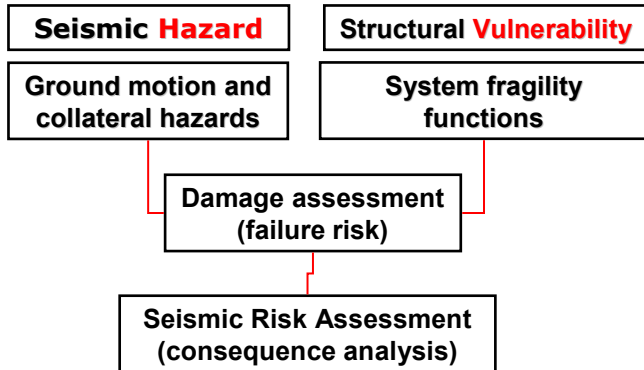 Seismic Hazard
Structural Vulnerability
Ground motion and
collateral hazards
System fragility
functions
Damage assessment
(failure risk)
Seismic Risk Assessment
(consequence analysis)